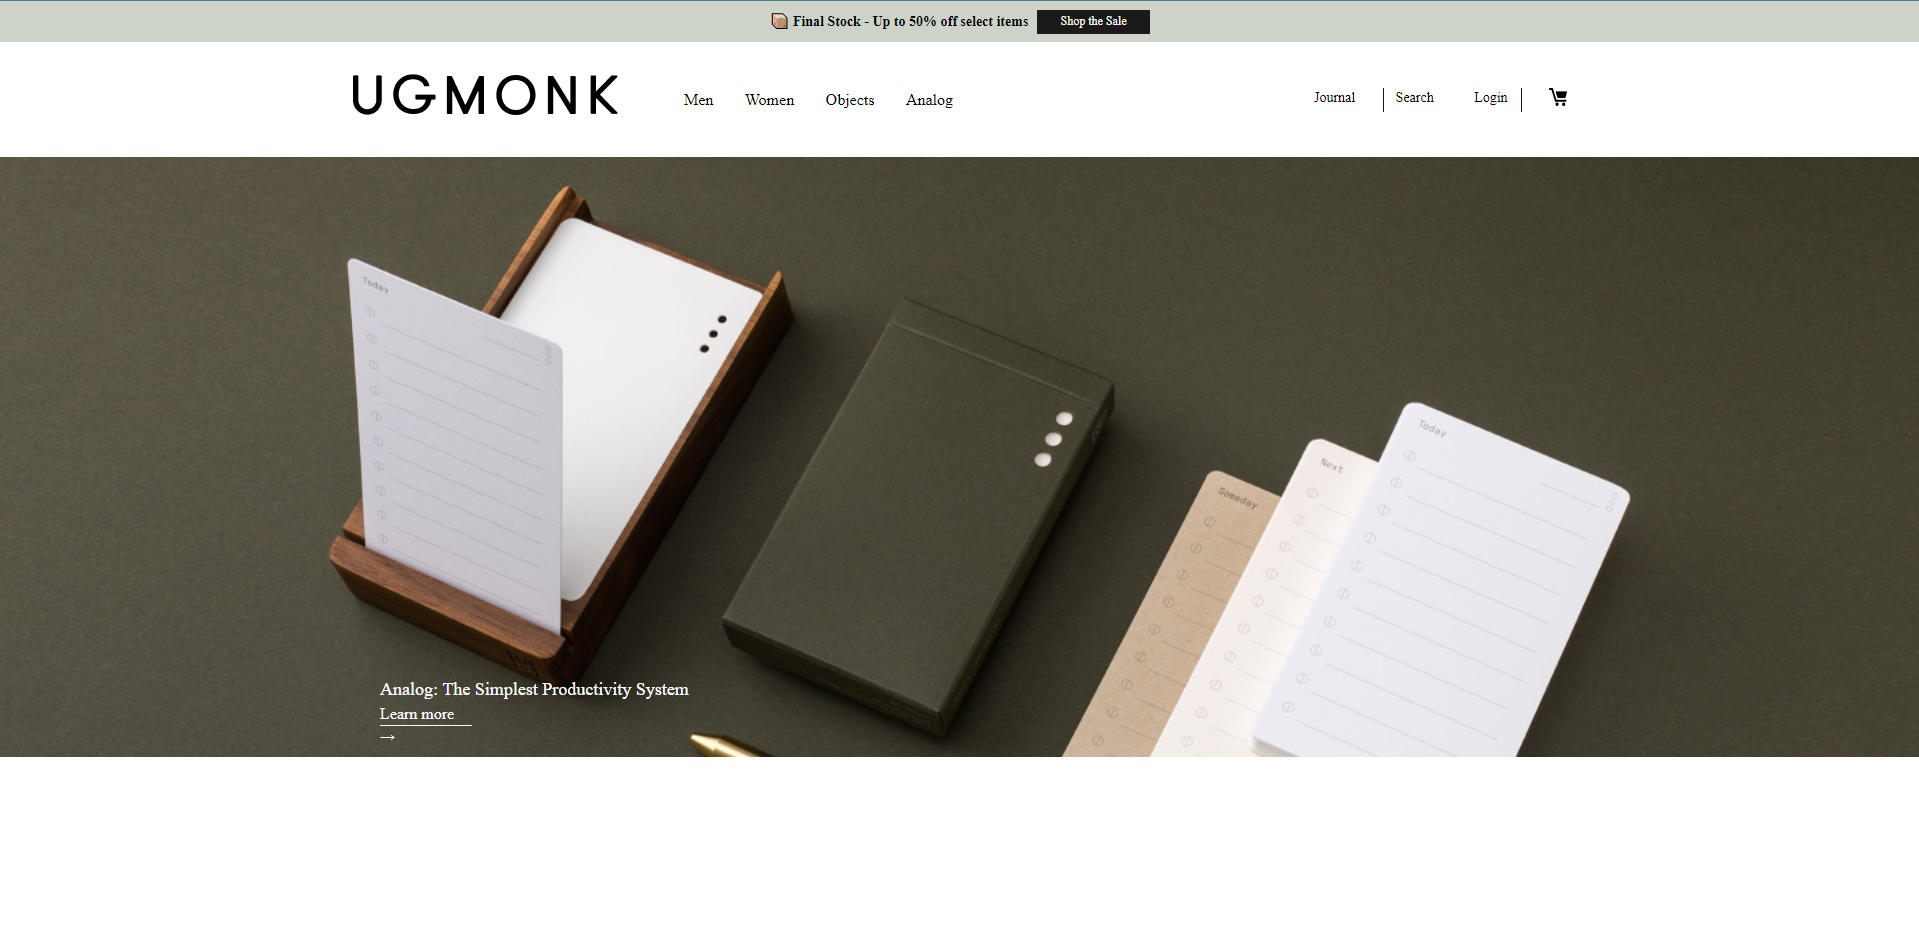 Final Stock - Up to 50% off select items Shop the Sale
UGMONK Men Women Objects Analog Journal Search Login
Today
Today
Next
Someday
Analog: The Simplest Productivity System
Learn more
→